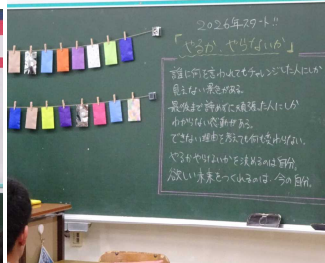 2026年スタート!!
「やるか、やらないか」
誰に何を言われてもチャレンジした人にしか
見えない景色がある。
最後まで諦めずに頑張った人にしか
わからない感動がある。
できない理由を考えても何も変わらない。
やるかやらないかを決めるのは自分。
欲しい未来をつくれるのは、今の自分。